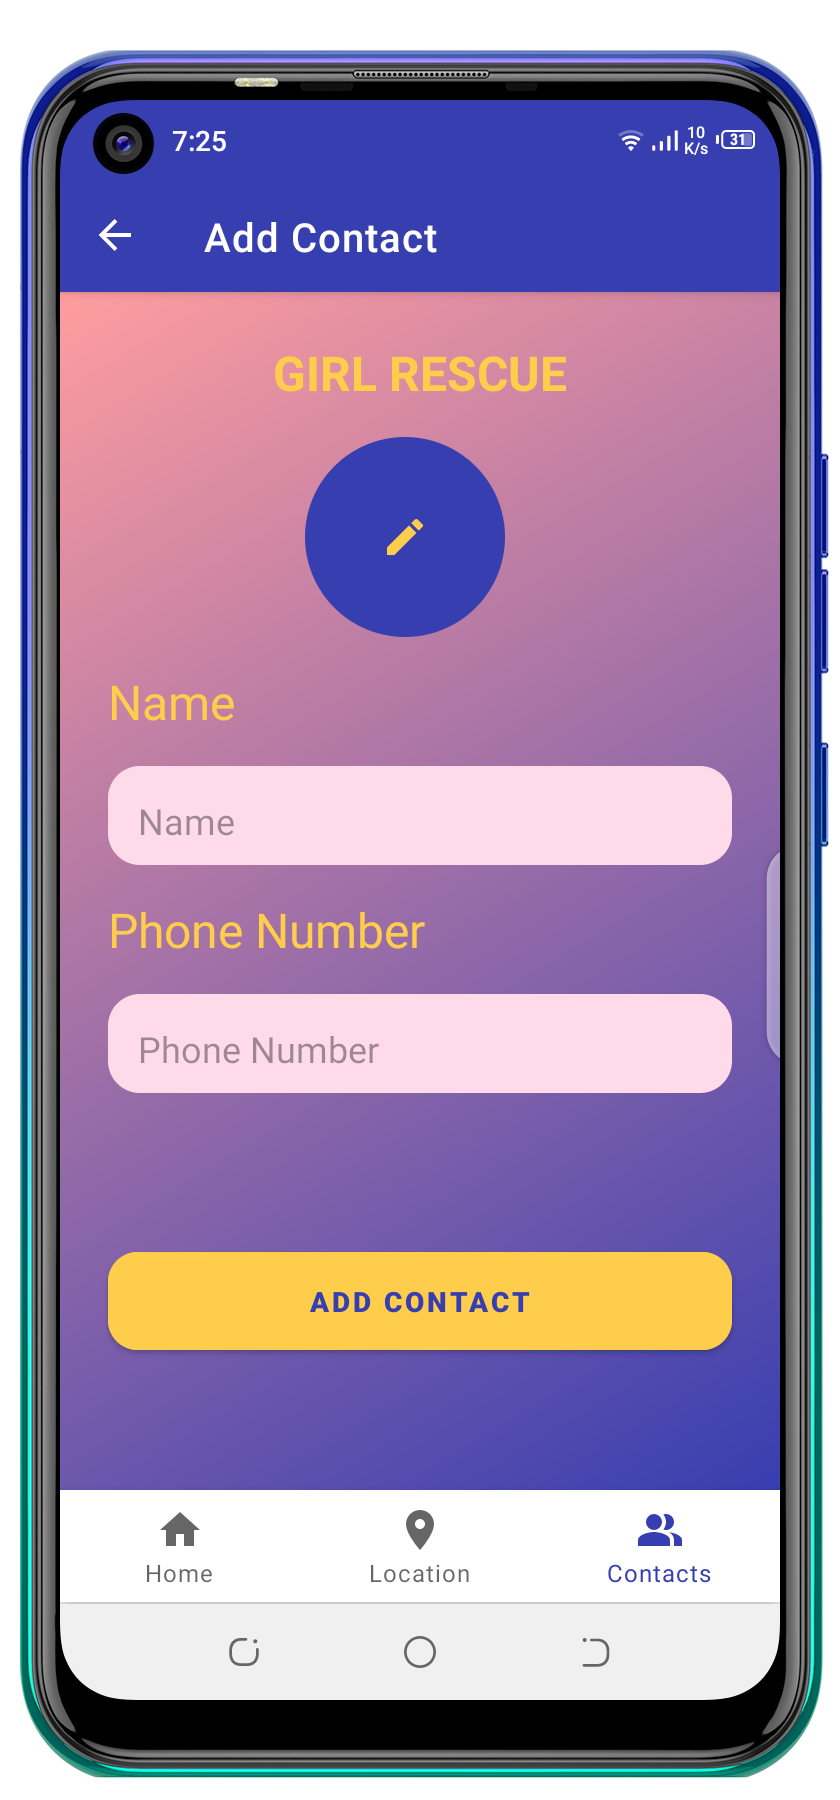 7:25
10
K/s
31
Add Contact
GIRL RESCUE
Name
Name
Phone Number
Phone Number
ADD CONTACT
Home
Location
Contacts